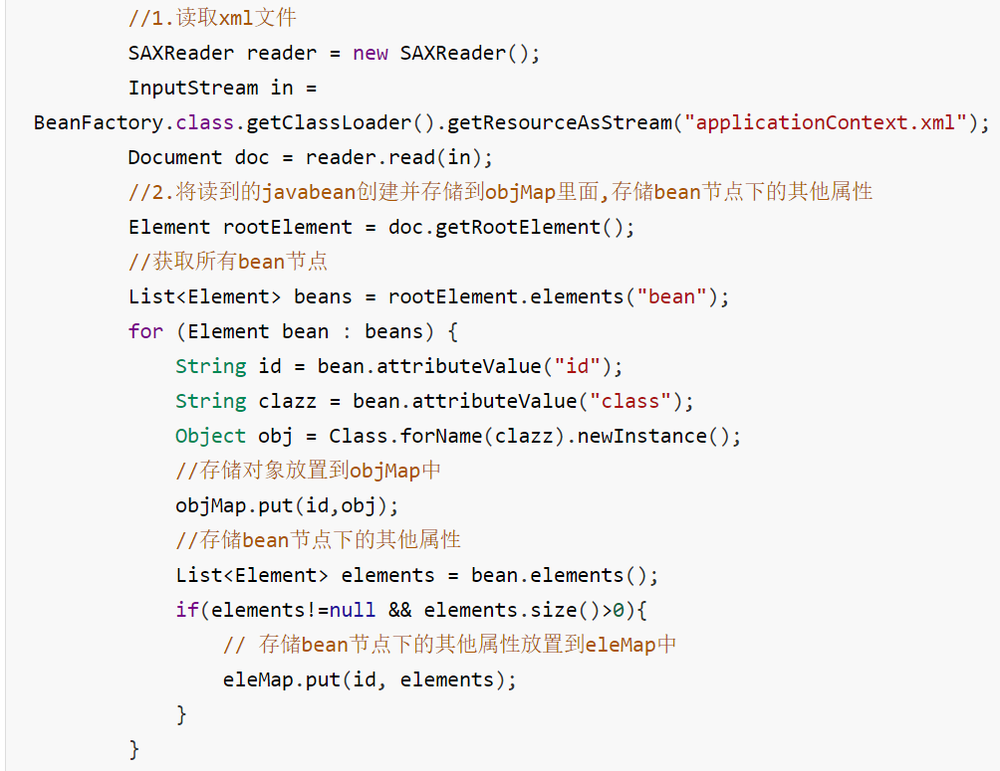 //1.读取xml文件
SAXReader reader = new SAXReader();
InputStream in =
BeanFactory.class.getClassLoader().getResourceAsStream("applicationContext.xml");
Document doc = reader.read(in);
//2.将读到的javabean创建并存储到objMap里面,存储bean节点下的其他属性
Element rootElement = doc.getRootElement();
//获取所有bean节点
List<Element> beans = rootElement.elements("bean");
for (Element bean : beans) {
String id = bean.attributeValue("id");
String clazz = bean.attributeValue("class");
Object obj = Class.forName(clazz).newInstance();
//存储对象放置到objMap中
objMap.put(id,obj);
//存储bean节点下的其他属性
List<Element> elements = bean.elements();
if(elements!=null && elements.size()>0){
// 存储bean节点下的其他属性放置到eleMap中
eleMap.put(id, elements);
}
}